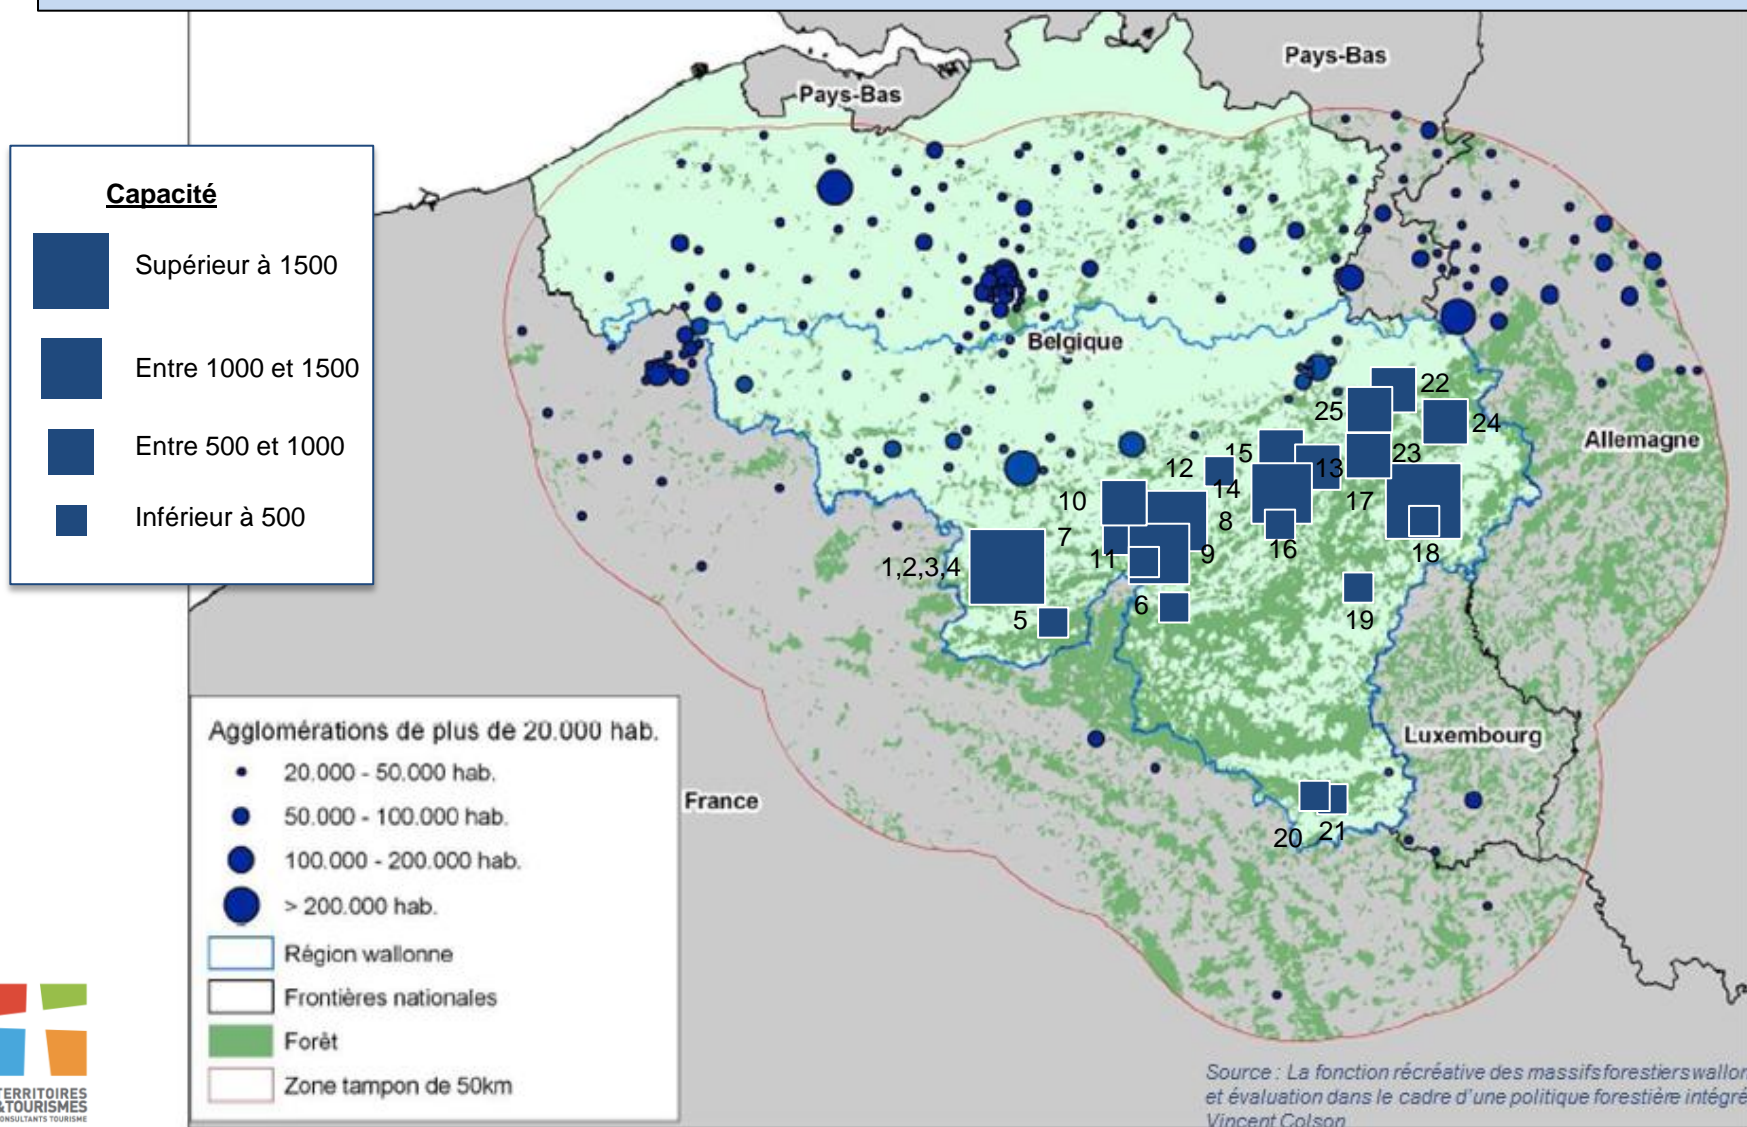 Pays-Bas
Pays-Bas
Capacité
Supérieur à 1500
Entre 1000 et 1500
Entre 500 et 1000
Inférieur à 500
Belgique
Allemagne
22
25
24
15
23
12
13
14
17
10
8
7
9
11
16
18
1,2,3,4
6
5
19
Luxembourg
France
20
21
Agglomérations de plus de 20.000 hab.
20.000 - 50.000 hab.
50.000 - 100.000 hab.
100.000 - 200.000 hab.
> 200.000 hab.
Région wallonne
Frontières nationales
Forêt
Zone tampon de 50km
TERRITOIRES
&TOURISMES
CONSULTANTS TOURISME
Source : La fonction récréative des massifs forestiers wallon
et évaluation dans le cadre d'une politique forestière intégré
Vincent Colson